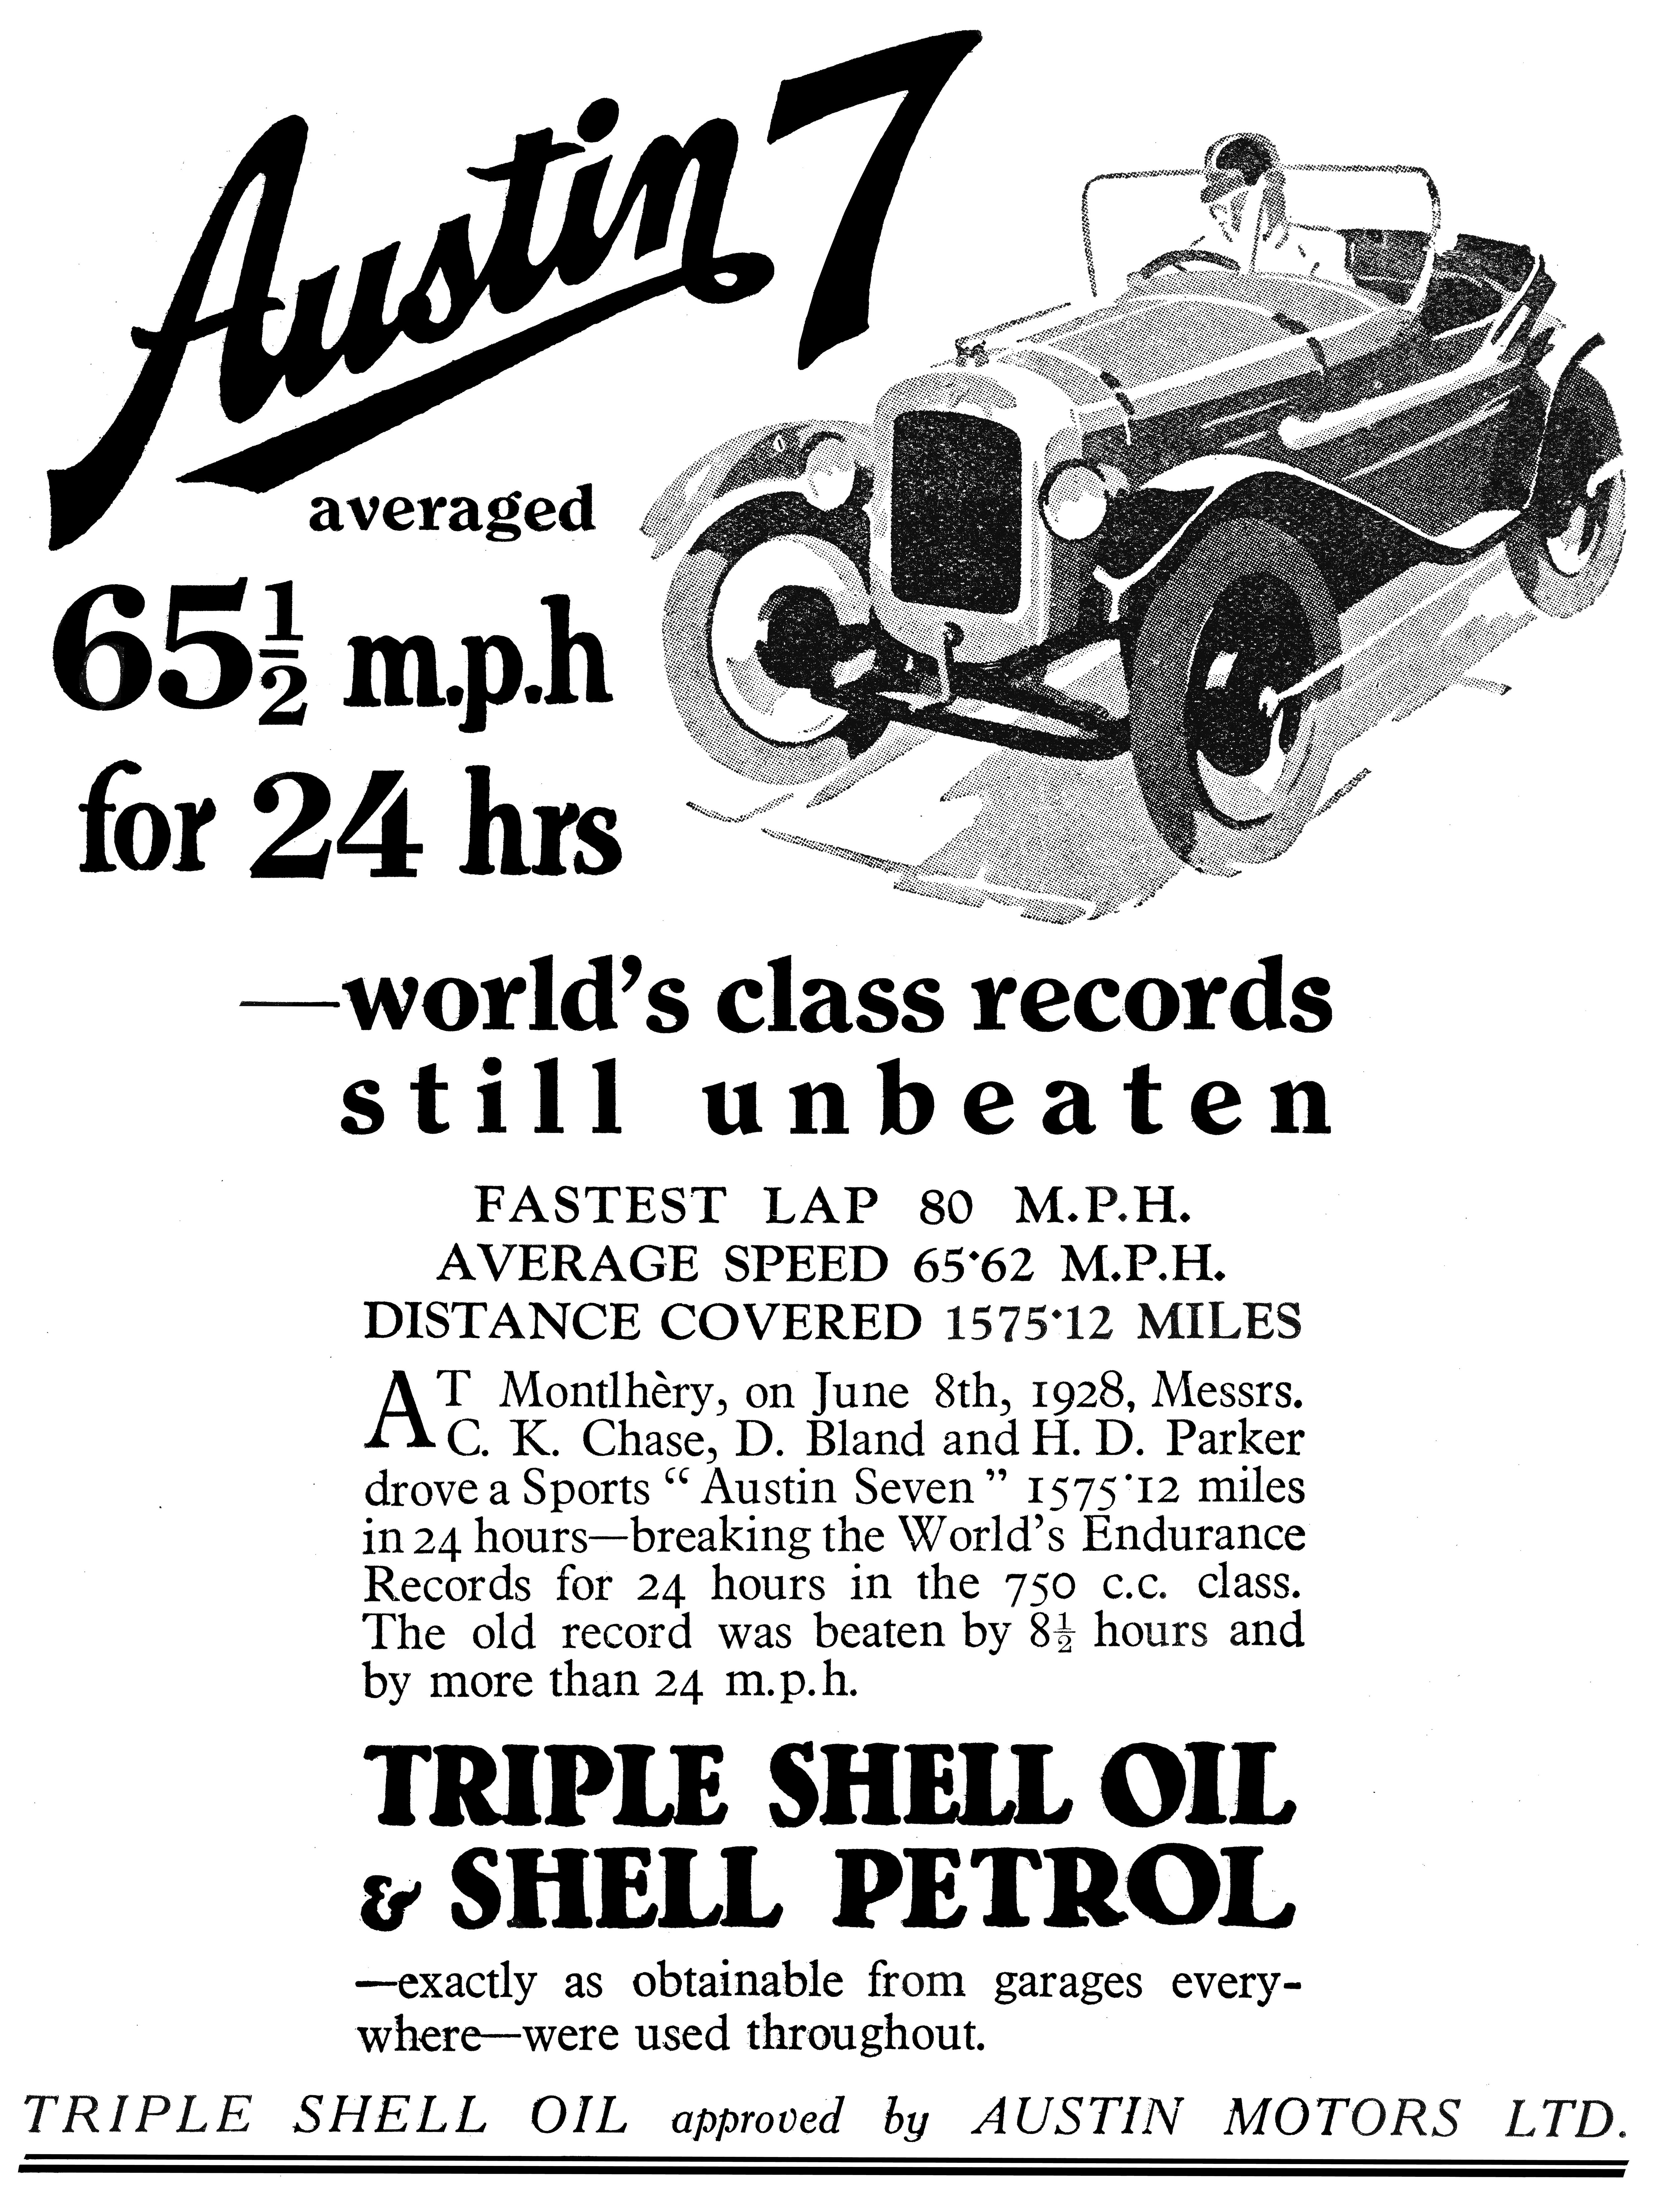 Austin 7
averaged
65½ m.p.h
for 24 hrs
—world's class records
still unbeaten
FASTEST LAP 80 M.P.H.
AVERAGE SPEED 65·62 M.P.H.
DISTANCE COVERED 1575·12 MILES
AT Montlhèry, on June 8th, 1928, Messrs.
C. K. Chase, D. Bland and H. D. Parker
drove a Sports “ Austin Seven ” 1575·12 miles
in 24 hours—breaking the World's Endurance
Records for 24 hours in the 750 c.c. class.
The old record was beaten by 8½ hours and
by more than 24 m.p.h.
TRIPLE SHELL OIL
& SHELL PETROL
—exactly as obtainable from garages every-
where—were used throughout.
TRIPLE SHELL OIL approved by AUSTIN MOTORS LTD.